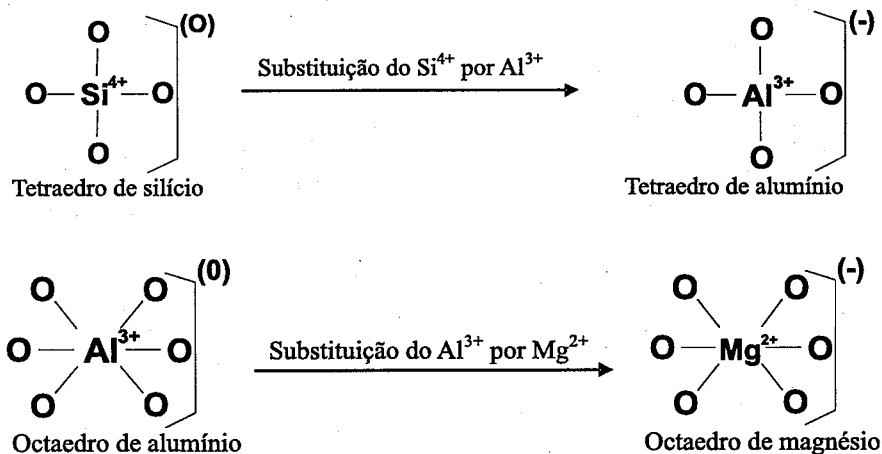 O (O)
O — Si4+ — O
O
Tetraedro de silício
Substituição do Si4+ por Al3+
O (-)
O — Al3+ — O
O
Tetraedro de alumínio
O O (0)
O — Al3+ — O
O O
Octaedro de alumínio
Substituição do Al3+ por Mg2+
O O (-)
O — Mg2+ — O
O O
Octaedro de magnésio